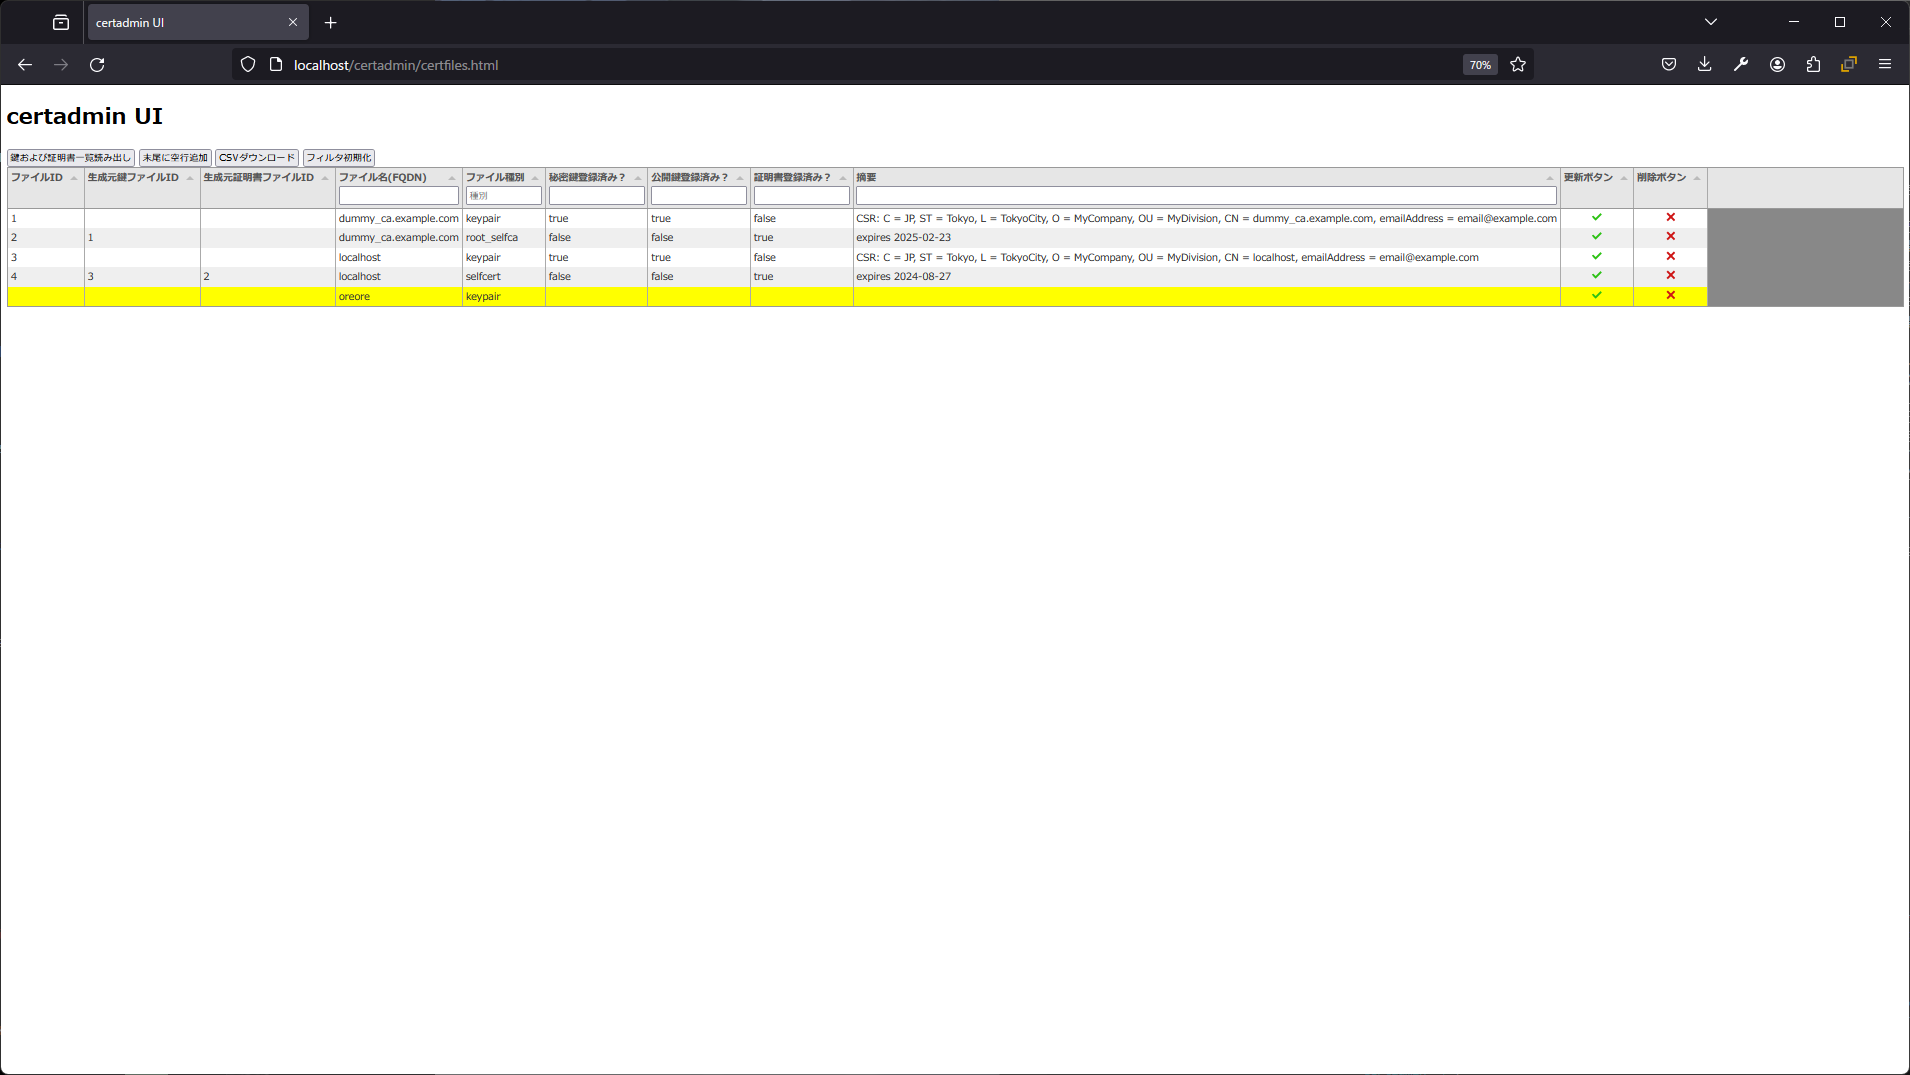 certadmin UI
localhost/certadmin/certfiles.html 70%
certadmin UI
鍵および証明書一覧読み出し 末尾に空行追加 CSVダウンロード フィルタ初期化
ファイルID 生成元鍵ファイルID 生成元証明書ファイルID ファイル名(FQDN) ファイル種別 秘密鍵登録済み？ 公開鍵登録済み？ 証明書登録済み？ 摘要 更新ボタン 削除ボタン
種別
1 dummy_ca.example.com keypair true true false CSR: C = JP, ST = Tokyo, L = TokyoCity, O = MyCompany, OU = MyDivision, CN = dummy_ca.example.com, emailAddress = email@example.com
2 1 dummy_ca.example.com root_selfca false false true expires 2025-02-23
3 localhost keypair true true false CSR: C = JP, ST = Tokyo, L = TokyoCity, O = MyCompany, OU = MyDivision, CN = localhost, emailAddress = email@example.com
4 3 2 localhost selfcert false false true expires 2024-08-27
oreore keypair